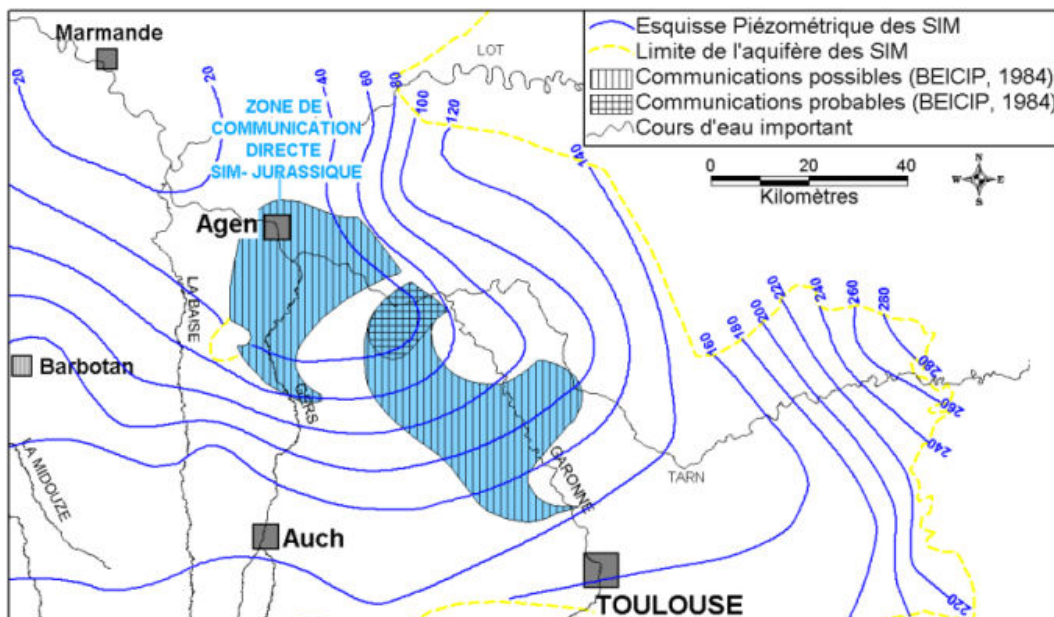 Marmande
LOT
20
20
40
60
80
100
120
140
ZONE DE
COMMUNICATION
DIRECTE
SIM- JURASSIQUE
Esquisse Piézométrique des SIM
Limite de l'aquifère des SIM
Communications possibles (BEICIP, 1984)
Communications probables (BEICIP, 1984)
Cours d'eau important
0 20 40
Kilomètres
N
W E
S
Agen
LA BAISE
160
180
200
220
240
260
280
280
260
240
220
Barbotan
GERS
LA MIDOUZE
GARONNE
TARN
Auch
TOULOUSE